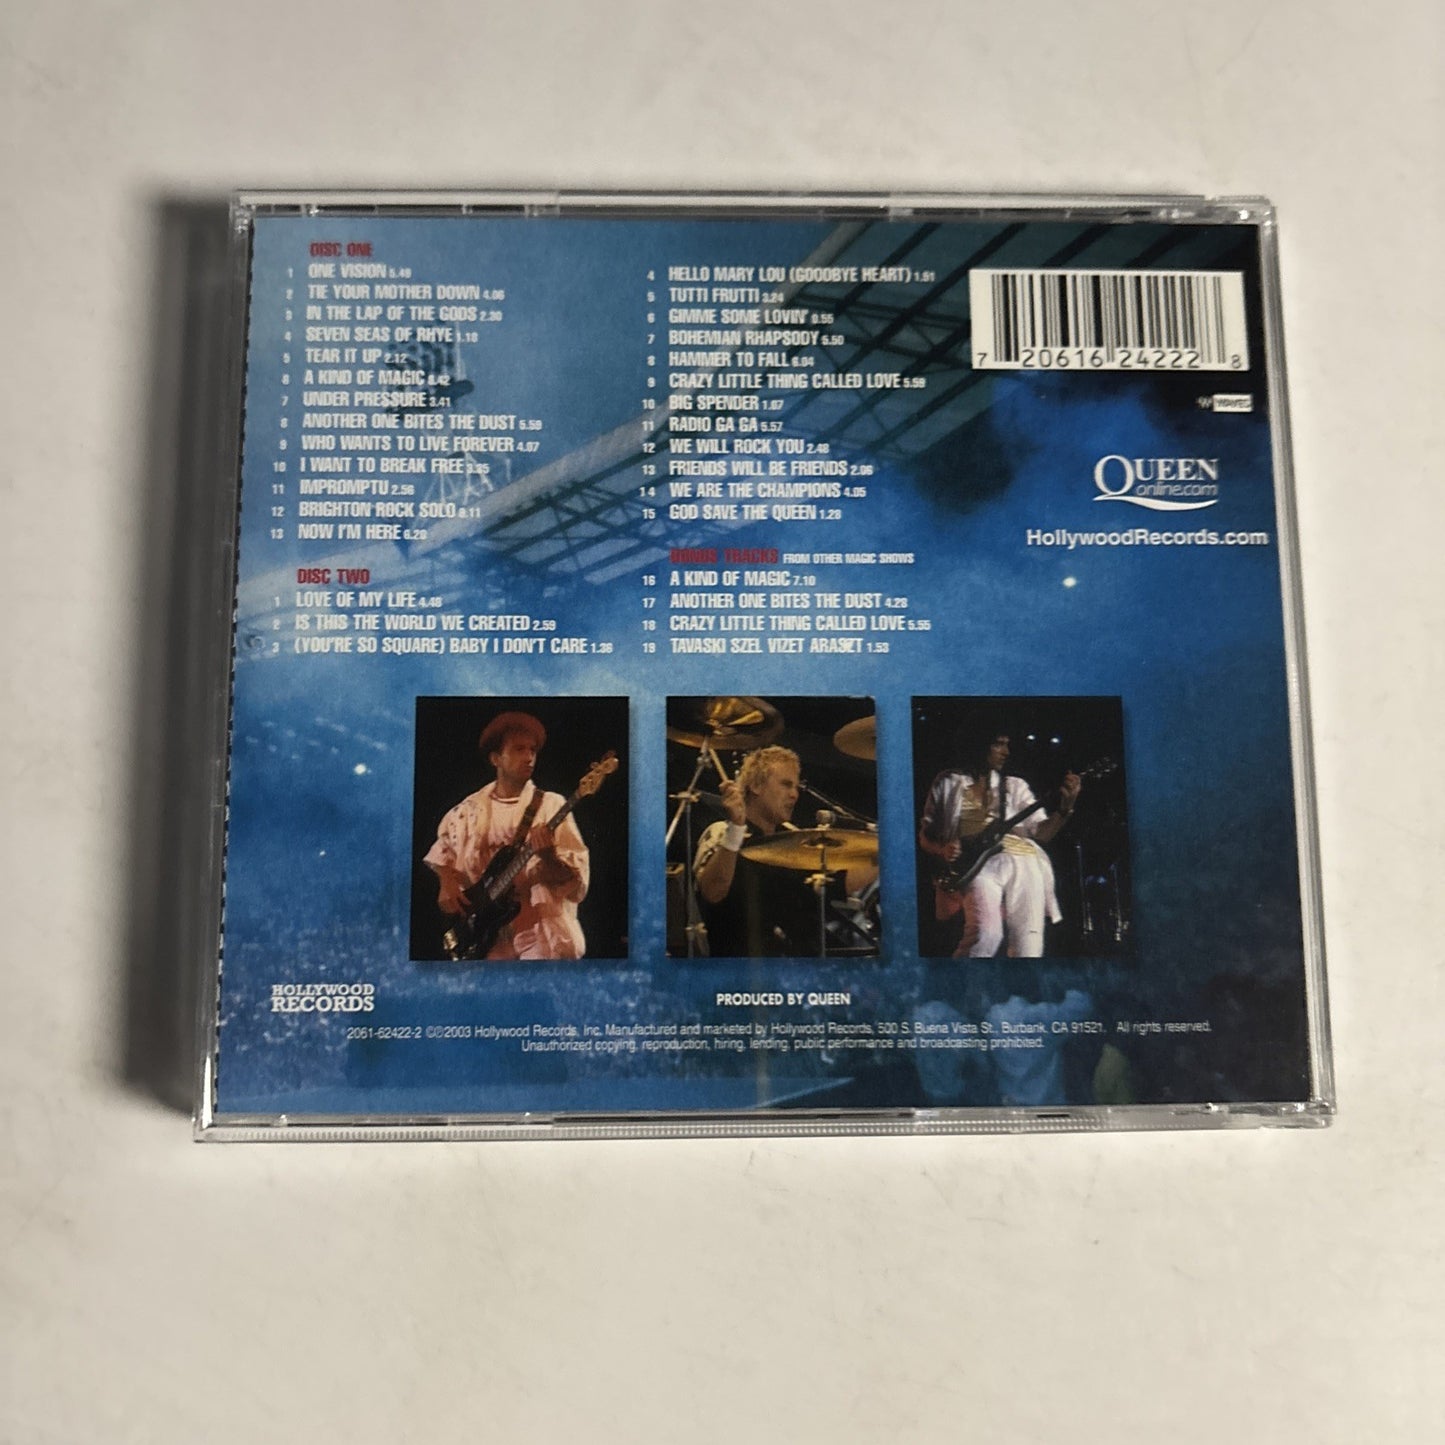 DISC ONE
1 ONE VISION 5.49
2 TIE YOUR MOTHER DOWN 4.06
3 IN THE LAP OF THE GODS 2.30
4 SEVEN SEAS OF RHYE 1.18
5 TEAR IT UP 2.12
6 A KIND OF MAGIC 8.42
7 UNDER PRESSURE 3.41
8 ANOTHER ONE BITES THE DUST 5.50
9 WHO WANTS TO LIVE FOREVER 4.07
10 I WANT TO BREAK FREE 3.35
11 IMPROMPTU 2.56
12 BRIGHTON ROCK SOLO 9.11
13 NOW I'M HERE 6.20
DISC TWO
1 LOVE OF MY LIFE 4.48
2 IS THIS THE WORLD WE CREATED 2.59
3 (YOU'RE SO SQUARE) BABY I DON'T CARE 1.36
4 HELLO MARY LOU (GOODBYE HEART) 1.51
5 TUTTI FRUTTI 3.24
6 GIMME SOME LOVIN' 0.55
7 BOHEMIAN RHAPSODY 5.50
8 HAMMER TO FALL 6.04
9 CRAZY LITTLE THING CALLED LOVE 5.59
10 BIG SPENDER 1.07
11 RADIO GA GA 5.57
12 WE WILL ROCK YOU 2.48
13 FRIENDS WILL BE FRIENDS 2.06
14 WE ARE THE CHAMPIONS 4.05
15 GOD SAVE THE QUEEN 1.28
BONUS TRACKS FROM OTHER MAGIC SHOWS
16 A KIND OF MAGIC 7.10
17 ANOTHER ONE BITES THE DUST 4.28
18 CRAZY LITTLE THING CALLED LOVE 5.55
19 TAVASKI SZEL VIZET ARASZT 1.53
7 20616 24222 8
WAVES
QUEEN
online.com
HollywoodRecords.com
HOLLYWOOD
RECORDS
PRODUCED BY QUEEN
2061-62422-2 ©℗2003 Hollywood Records, Inc. Manufactured and marketed by Hollywood Records, 500 S. Buena Vista St., Burbank, CA 91521. All rights reserved.
Unauthorized copying, reproduction, hiring, lending, public performance and broadcasting prohibited.